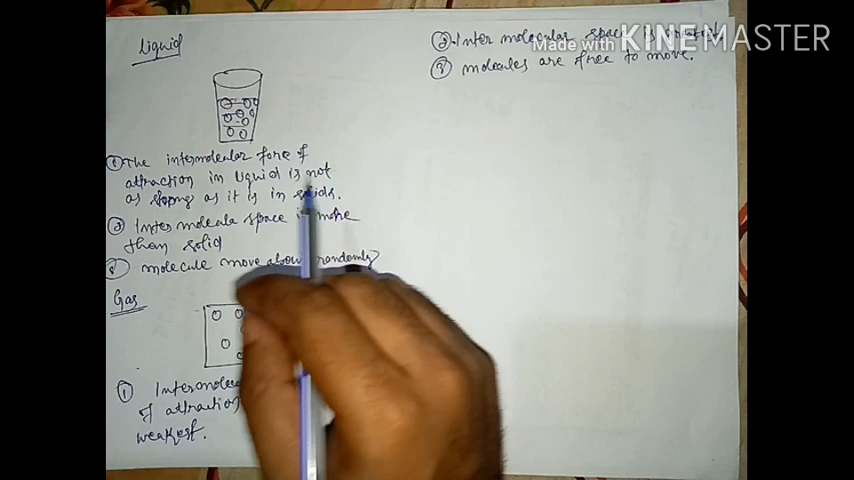 Liquid
① The intermolecular force of
attraction in liquid is not
as strong as it is in solids.
② Inter molecule space is more
than solid
③ molecule move about randomly
Gas
① Intermolec
of attraction
weakest.
② Inter molecular space is
③ molecules are free to move.
Made with KINEMASTER